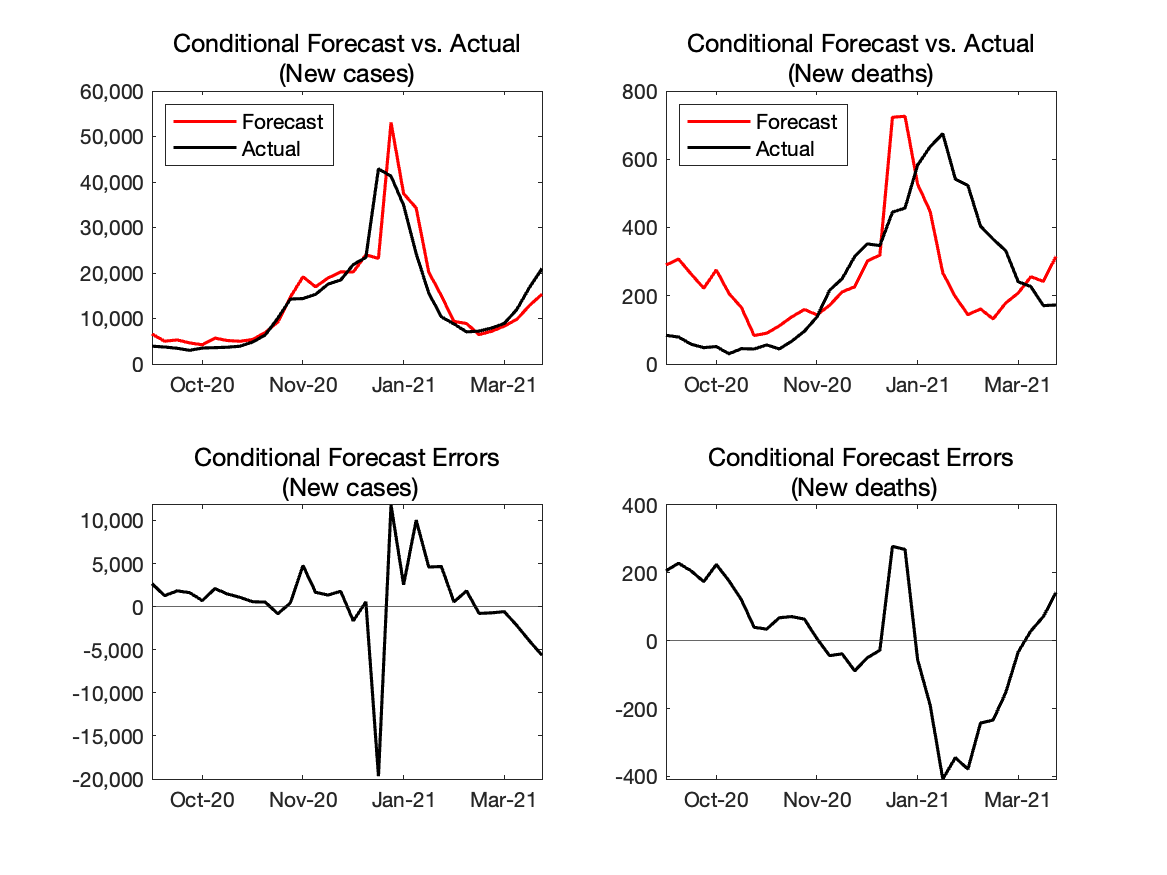 Conditional Forecast vs. Actual
(New cases)
60,000
50,000
40,000
30,000
20,000
10,000
0
Forecast
Actual
Oct-20 Nov-20 Jan-21 Mar-21
Conditional Forecast vs. Actual
(New deaths)
800
600
400
200
0
Forecast
Actual
Oct-20 Nov-20 Jan-21 Mar-21
Conditional Forecast Errors
(New cases)
10,000
5,000
0
-5,000
-10,000
-15,000
-20,000
Oct-20 Nov-20 Jan-21 Mar-21
Conditional Forecast Errors
(New deaths)
400
200
0
-200
-400
Oct-20 Nov-20 Jan-21 Mar-21